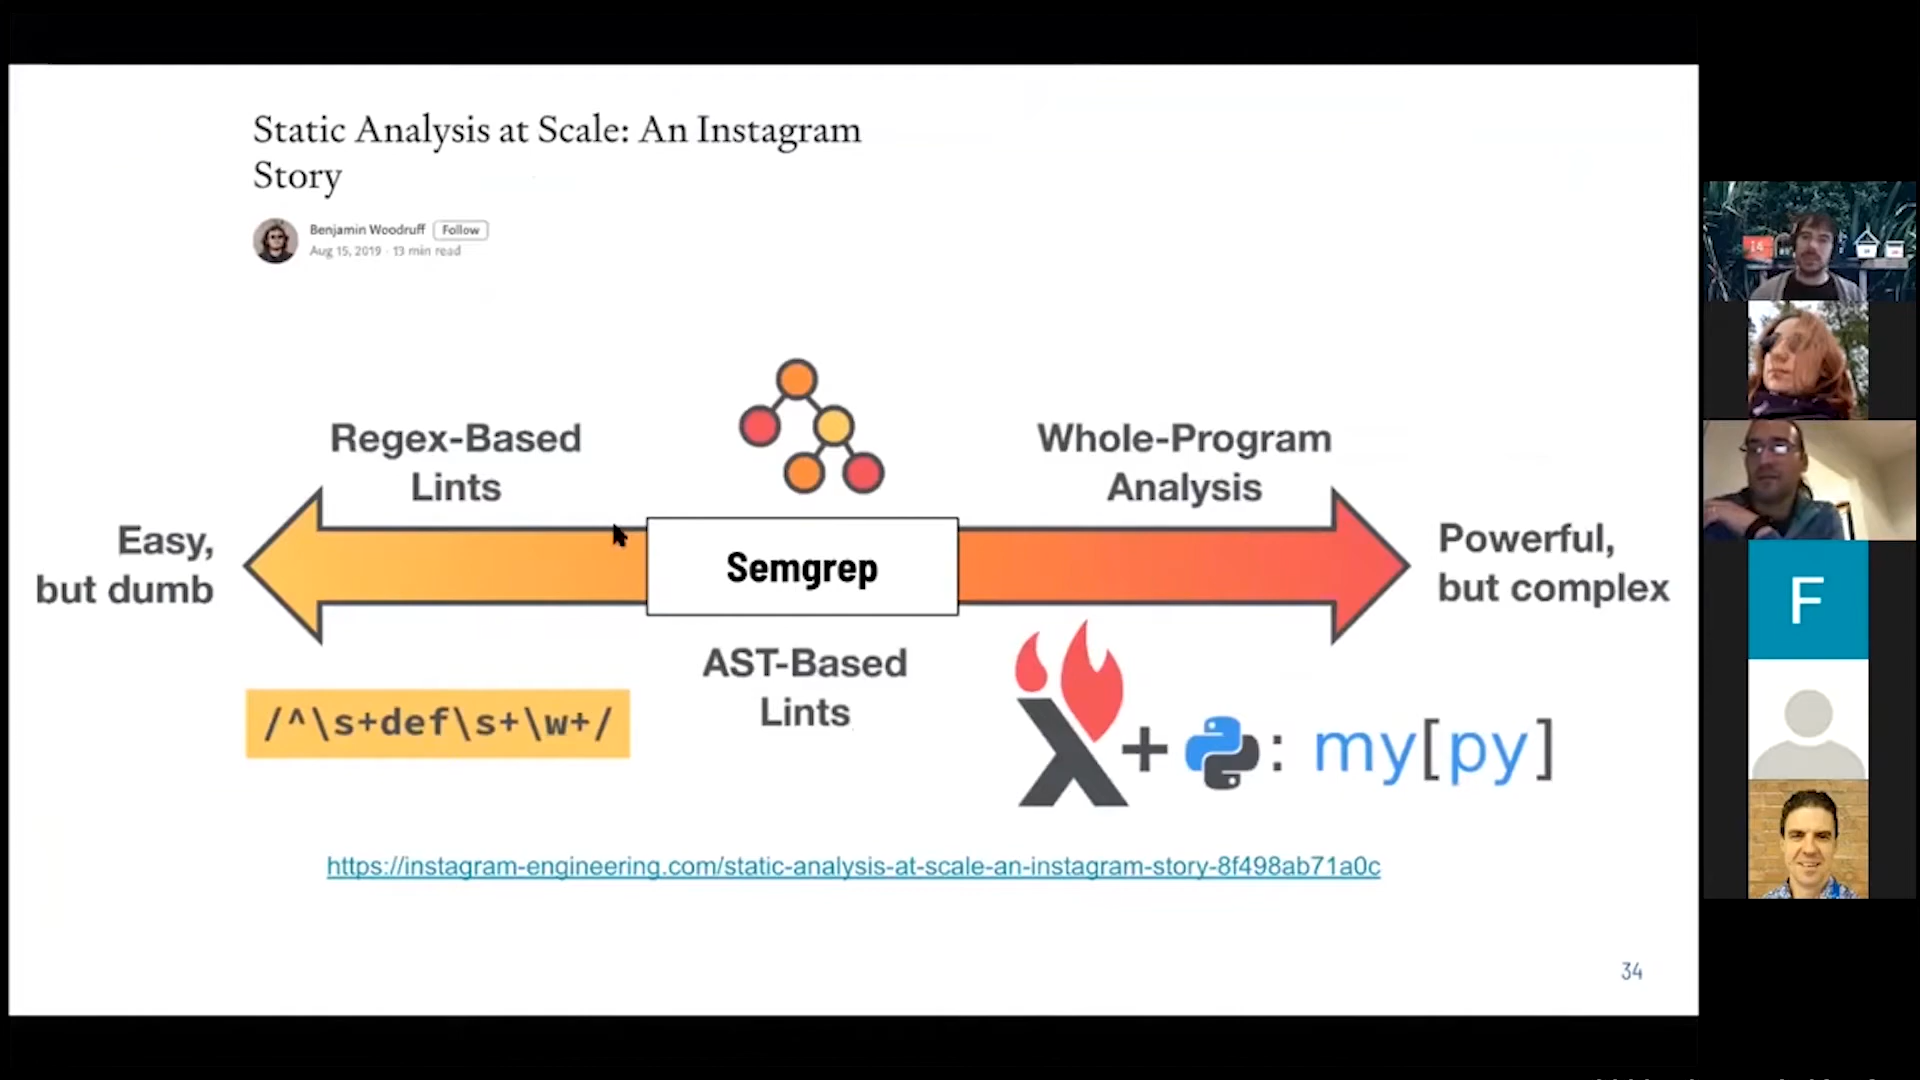 Static Analysis at Scale: An Instagram
Story
Benjamin Woodruff Follow
Aug 15, 2019 · 13 min read
Regex-Based
Lints
Whole-Program
Analysis
Easy,
but dumb
Semgrep
Powerful,
but complex
AST-Based
Lints
/^\s+def\s+\w+/
+ : my[py]
https://instagram-engineering.com/static-analysis-at-scale-an-instagram-story-8f498ab71a0c
34
14
F